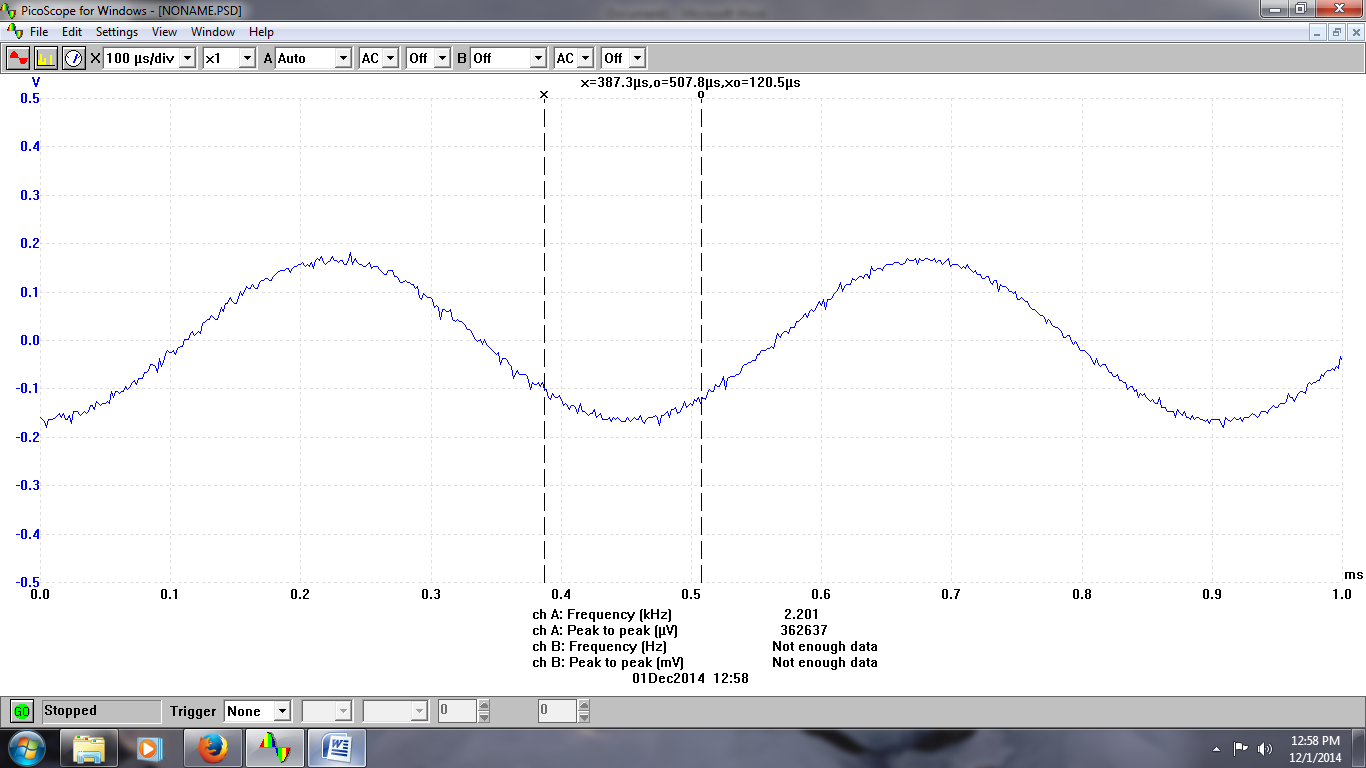 PicoScope for Windows - [NONAME.PSD]
File Edit Settings View Window Help
X 100 µs/div x1 A Auto AC Off B Off AC Off
x=387.3µs,o=507.8µs,xo=120.5µs
V
x o
0.5
0.4
0.3
0.2
0.1
0.0
-0.1
-0.2
-0.3
-0.4
-0.5
ms
0.0 0.1 0.2 0.3 0.4 0.5 0.6 0.7 0.8 0.9 1.0
ch A: Frequency (kHz) 2.201
ch A: Peak to peak (µV) 362637
ch B: Frequency (Hz) Not enough data
ch B: Peak to peak (mV) Not enough data
01Dec2014 12:58
GO Stopped Trigger None 0 0
12:58 PM
12/1/2014